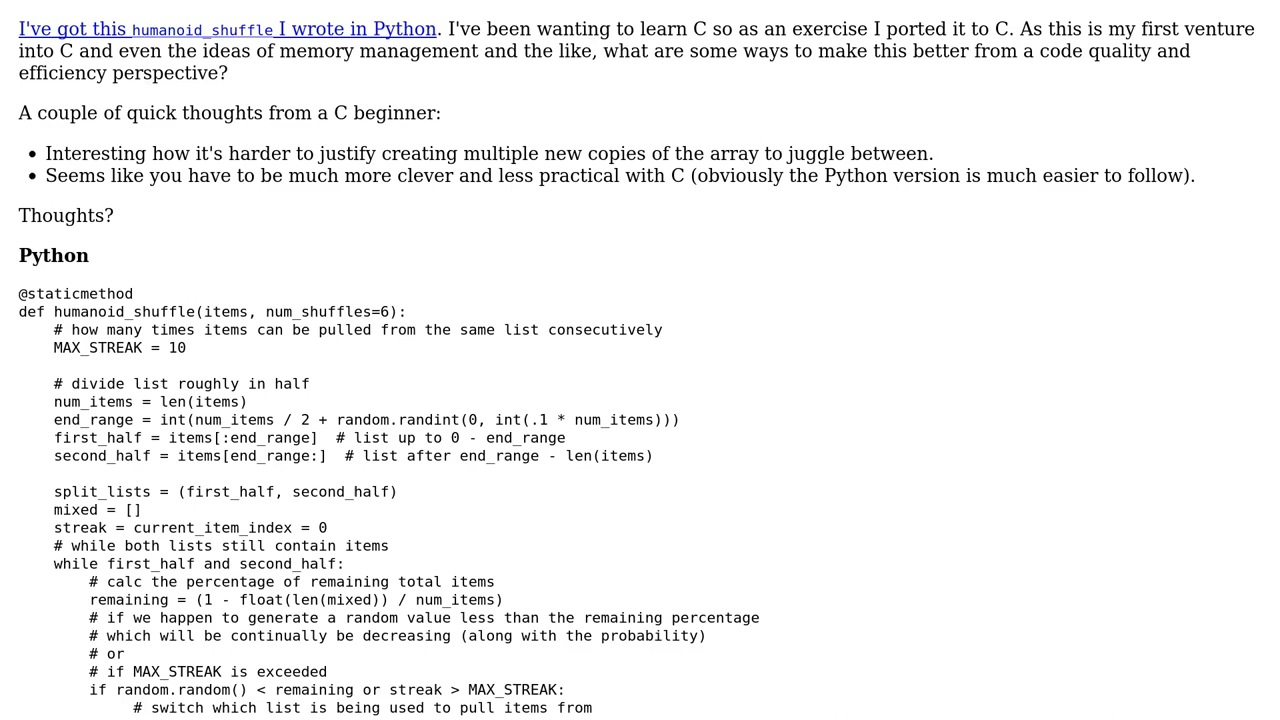 I've got this humanoid_shuffle I wrote in Python. I've been wanting to learn C so as an exercise I ported it to C. As this is my first venture
into C and even the ideas of memory management and the like, what are some ways to make this better from a code quality and
efficiency perspective?
A couple of quick thoughts from a C beginner:
• Interesting how it's harder to justify creating multiple new copies of the array to juggle between.
• Seems like you have to be much more clever and less practical with C (obviously the Python version is much easier to follow).
Thoughts?
Python
@staticmethod
def humanoid_shuffle(items, num_shuffles=6):
    # how many times items can be pulled from the same list consecutively
    MAX_STREAK = 10
    # divide list roughly in half
    num_items = len(items)
    end_range = int(num_items / 2 + random.randint(0, int(.1 * num_items)))
    first_half = items[:end_range]  # list up to 0 - end_range
    second_half = items[end_range:]  # list after end_range - len(items)
    split_lists = (first_half, second_half)
    mixed = []
    streak = current_item_index = 0
    # while both lists still contain items
    while first_half and second_half:
        # calc the percentage of remaining total items
        remaining = (1 - float(len(mixed)) / num_items)
        # if we happen to generate a random value less than the remaining percentage
        # which will be continually be decreasing (along with the probability)
        # or
        # if MAX_STREAK is exceeded
        if random.random() < remaining or streak > MAX_STREAK:
             # switch which list is being used to pull items from